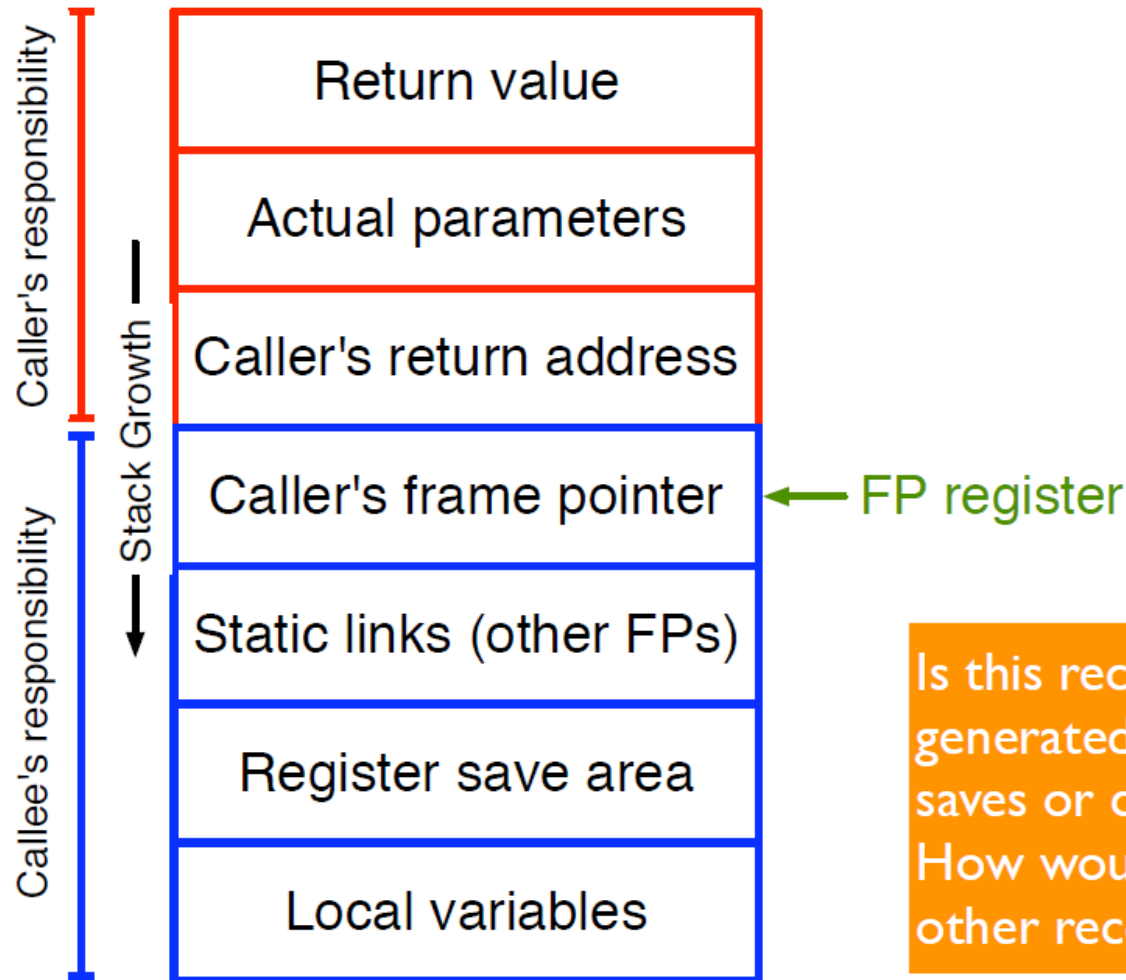 Caller's responsibility
Return value
Actual parameters
Caller's return address
Stack Growth
Callee's responsibility
Caller's frame pointer
FP register
Static links (other FPs)
Register save area
Local variables
Is this
generated
saves or
How
other